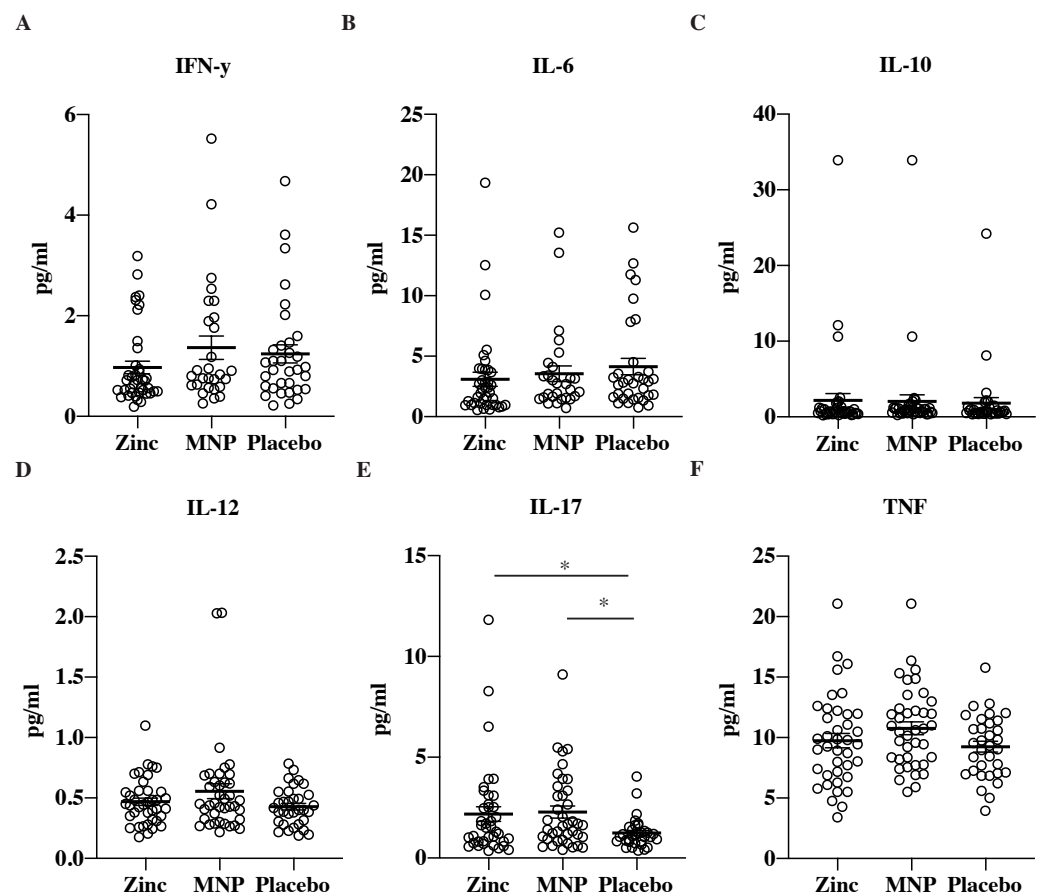 A
IFN-y
pg/ml
6
4
2
0
Zinc MNP Placebo
B
IL-6
pg/ml
25
20
15
10
5
0
Zinc MNP Placebo
C
IL-10
pg/ml
40
30
20
10
0
Zinc MNP Placebo
D
IL-12
pg/ml
2.5
2.0
1.5
1.0
0.5
0.0
Zinc MNP Placebo
E
IL-17
pg/ml
15
10
5
0
*
*
Zinc MNP Placebo
F
TNF
pg/ml
25
20
15
10
5
0
Zinc MNP Placebo